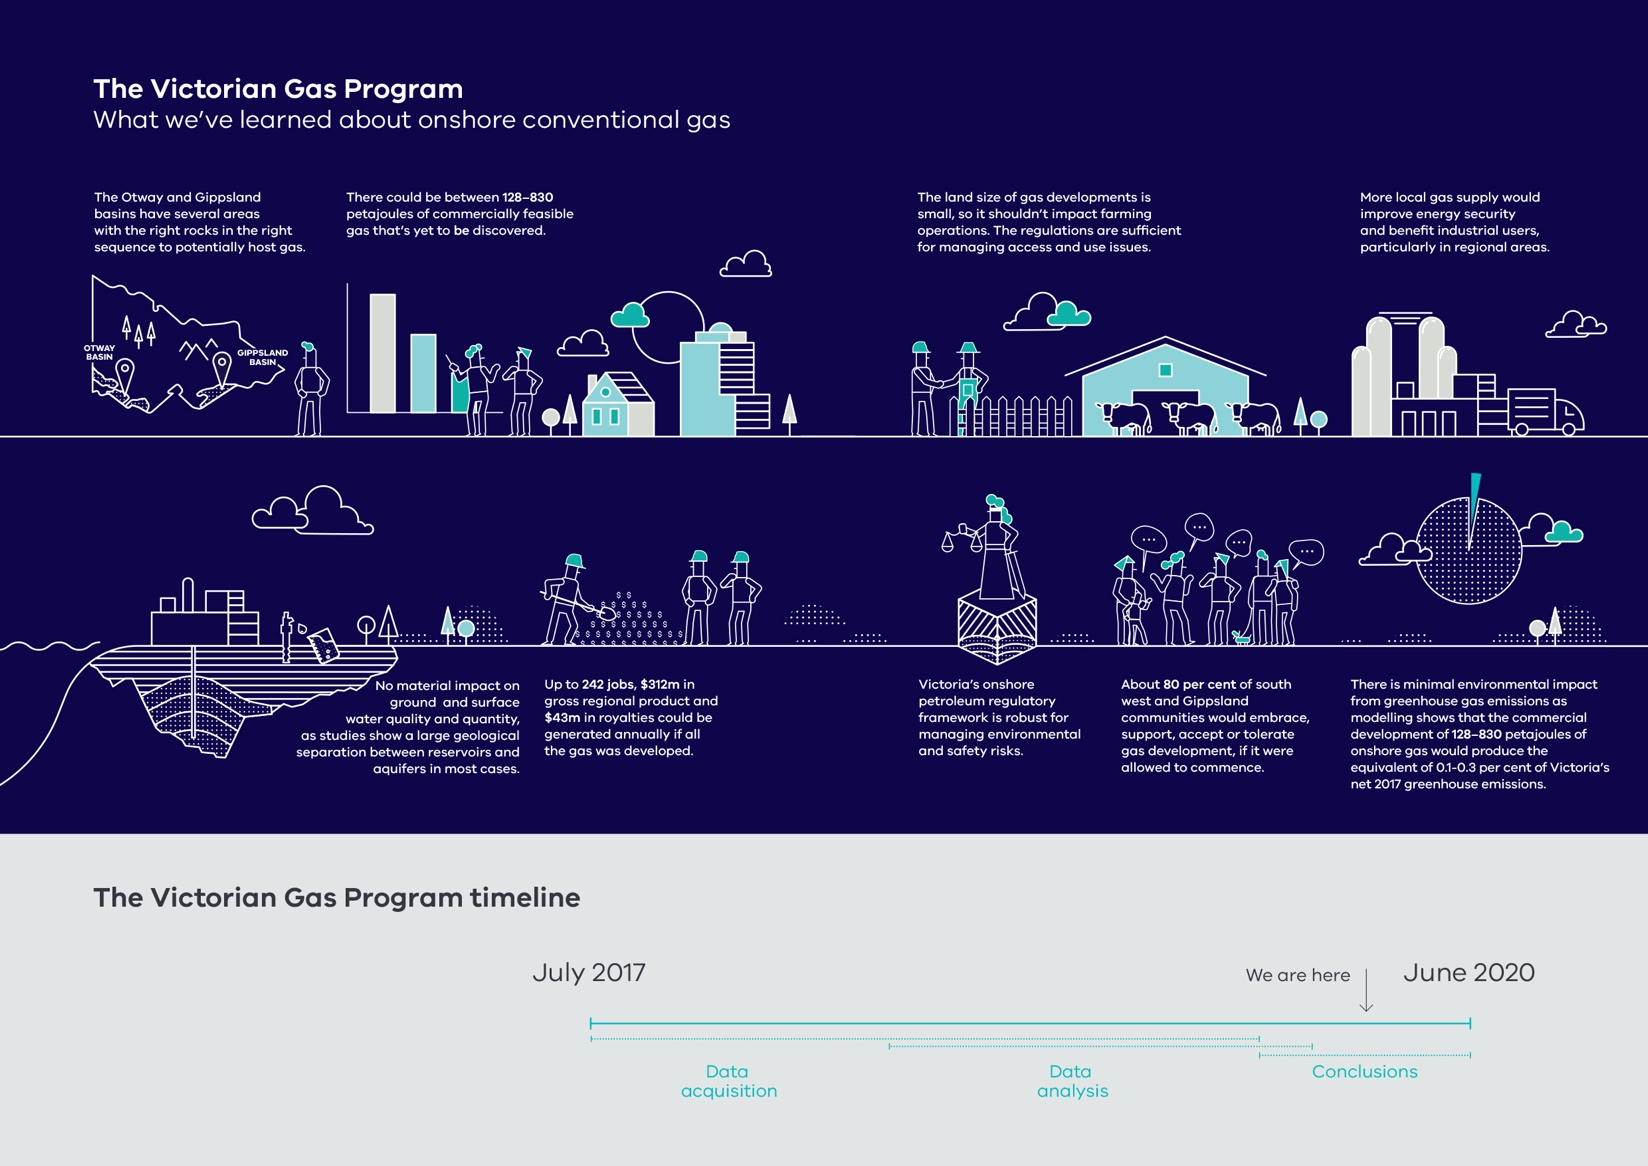 The Victorian Gas Program
What we've learned about onshore conventional gas
The Otway and Gippsland
basins have several areas
with the right rocks in the right
sequence to potentially host gas.
There could be between 128–830
petajoules of commercially feasible
gas that's yet to be discovered.
The land size of gas developments is
small, so it shouldn't impact farming
operations. The regulations are sufficient
for managing access and use issues.
More local gas supply would
improve energy security
and benefit industrial users,
particularly in regional areas.
OTWAY
BASIN
GIPPSLAND
BASIN
No material impact on
ground and surface
water quality and quantity,
as studies show a large geological
separation between reservoirs and
aquifers in most cases.
Up to 242 jobs, $312m in
gross regional product and
$43m in royalties could be
generated annually if all
the gas was developed.
Victoria's onshore
petroleum regulatory
framework is robust for
managing environmental
and safety risks.
About 80 per cent of south
west and Gippsland
communities would embrace,
support, accept or tolerate
gas development, if it were
allowed to commence.
There is minimal environmental impact
from greenhouse gas emissions as
modelling shows that the commercial
development of 128–830 petajoules of
onshore gas would produce the
equivalent of 0.1-0.3 per cent of Victoria's
net 2017 greenhouse emissions.
The Victorian Gas Program timeline
July 2017
We are here
June 2020
Data
acquisition
Data
analysis
Conclusions